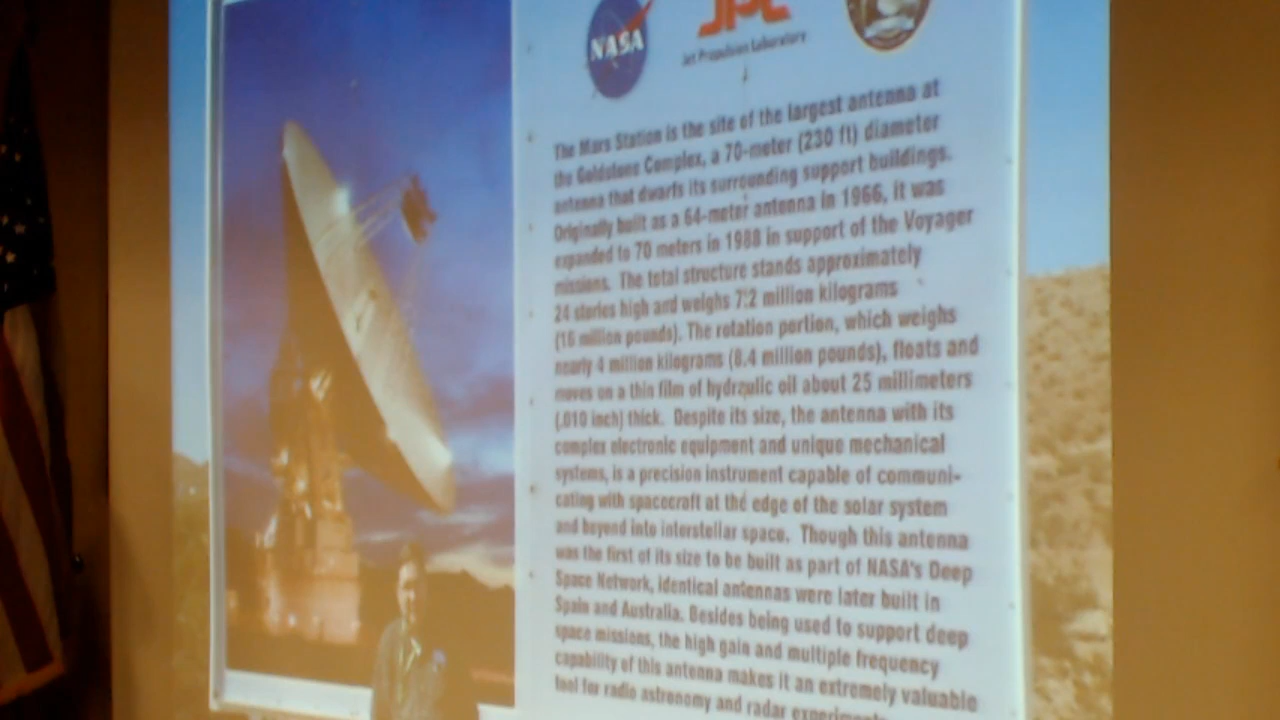 NASA
JPL
Jet Propulsion Laboratory
The Mars Station is the site of the largest antenna at
the Goldstone Complex, a 70-meter (230 ft) diameter
antenna that dwarfs its surrounding support buildings.
Originally built as a 64-meter antenna in 1966, it was
expanded to 70 meters in 1988 in support of the Voyager
missions. The total structure stands approximately
24 stories high and weighs 7.2 million kilograms
(16 million pounds). The rotation portion, which weighs
nearly 4 million kilograms (8.4 million pounds), floats and
moves on a thin film of hydraulic oil about 25 millimeters
(.010 inch) thick. Despite its size, the antenna with its
complex electronic equipment and unique mechanical
systems, is a precision instrument capable of communi-
cating with spacecraft at the edge of the solar system
and beyond into interstellar space. Though this antenna
was the first of its size to be built as part of NASA's Deep
Space Network, identical antennas were later built in
Spain and Australia. Besides being used to support deep
space missions, the high gain and multiple frequency
capability of this antenna makes it an extremely valuable
tool for radio astronomy and radar experiments